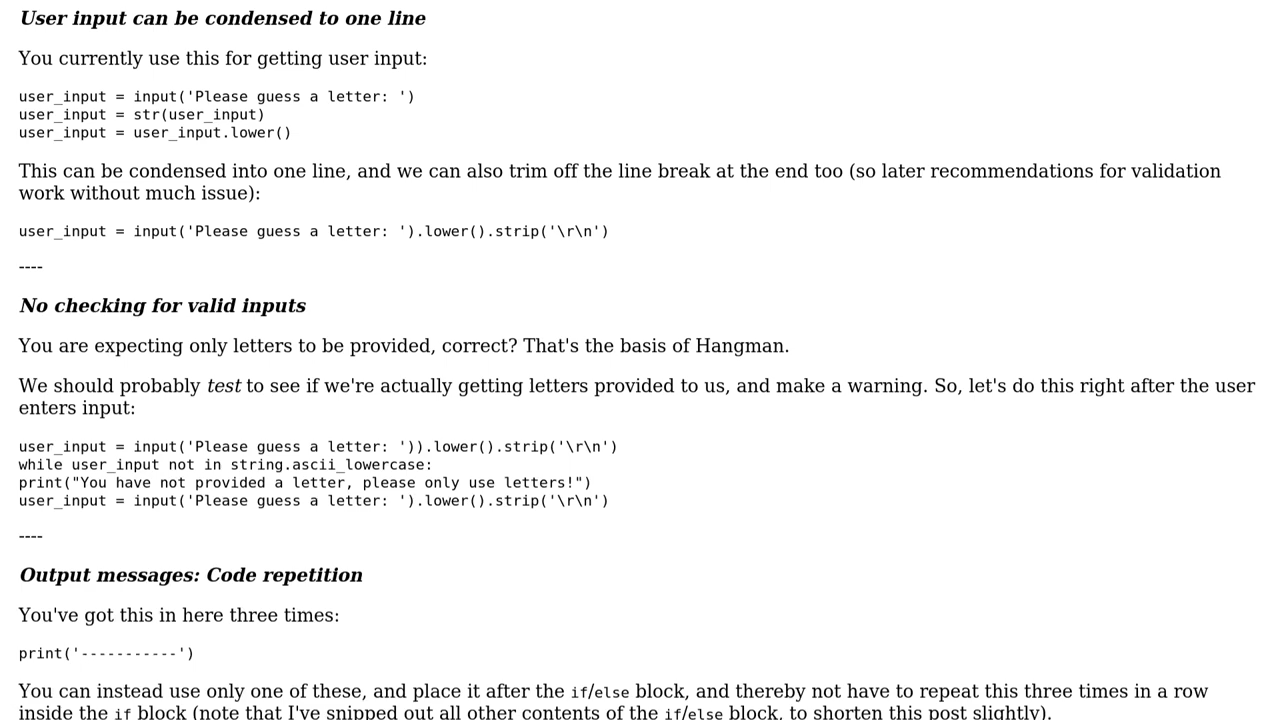 User input can be condensed to one line
You currently use this for getting user input:
user_input = input('Please guess a letter: ')
user_input = str(user_input)
user_input = user_input.lower()
This can be condensed into one line, and we can also trim off the line break at the end too (so later recommendations for validation
work without much issue):
user_input = input('Please guess a letter: ').lower().strip('\r\n')
----
No checking for valid inputs
You are expecting only letters to be provided, correct? That's the basis of Hangman.
We should probably test to see if we're actually getting letters provided to us, and make a warning. So, let's do this right after the user
enters input:
user_input = input('Please guess a letter: ')).lower().strip('\r\n')
while user_input not in string.ascii_lowercase:
print("You have not provided a letter, please only use letters!")
user_input = input('Please guess a letter: ').lower().strip('\r\n')
----
Output messages: Code repetition
You've got this in here three times:
print('-----------')
You can instead use only one of these, and place it after the if/else block, and thereby not have to repeat this three times in a row
inside the if block (note that I've snipped out all other contents of the if/else block, to shorten this post slightly).